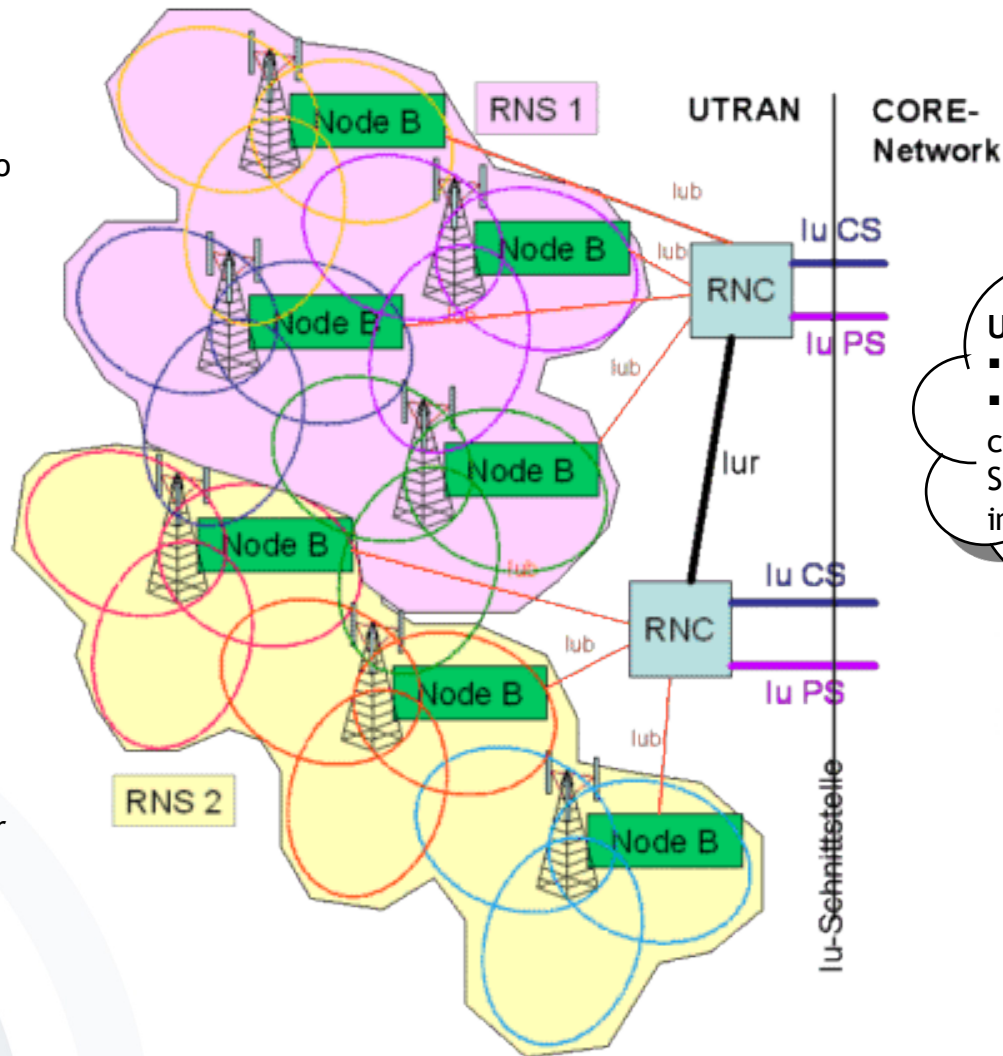 RNS 1
UTRAN
CORE-
Network
Node B
Iub
Iu CS
Node B
Iub
RNC
Node B
Iub
Iu PS
Iub
Node B
Iur
Node B
Iub
Iu CS
RNC
Iub
Node B
Iu PS
Iub
RNS 2
Node B
Iu-Schnittstelle